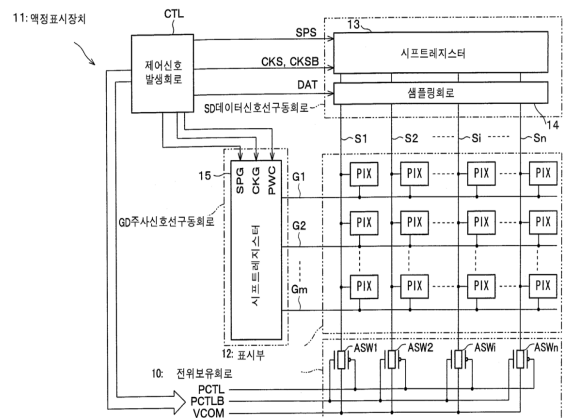 11: 액정표시장치
CTL
제어신호
발생회로
SPS
CKS, CKSB
DAT
13
시프트레지스터
샘플링회로
14
SD데이터신호선구동회로
S1 S2 Si Sn
15
SPG CKG PWC
시프트레지스터
GD주사신호선구동회로
G1
PIX PIX PIX PIX
G2
PIX PIX PIX PIX
Gm
PIX PIX PIX PIX
12: 표시부
10: 전위보유회로
ASW1 ASW2 ASWi ASWn
PCTL
PCTLB
VCOM